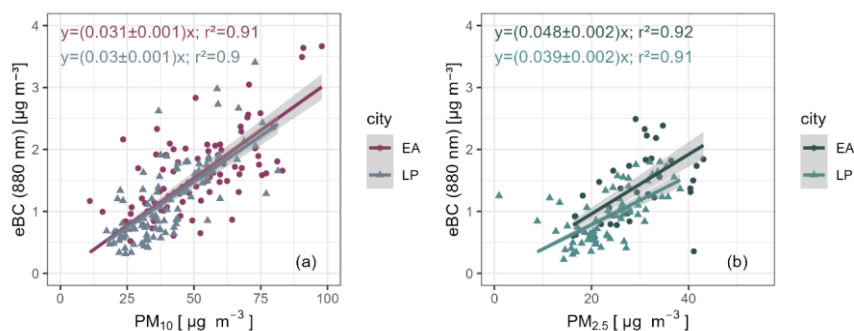 y=(0.031±0.001)x; r²=0.91
y=(0.03±0.001)x; r²=0.9
eBC (880 nm) [µg m⁻³]
4
3
2
1
0
0
25
50
75
100
PM₁₀ [ µg m⁻³]
(a)
city
EA
LP
y=(0.048±0.002)x; r²=0.92
y=(0.039±0.002)x; r²=0.91
eBC (880 nm) [µg m⁻³]
4
3
2
1
0
0
20
40
PM₂.₅ [ µg m⁻³]
(b)
city
EA
LP